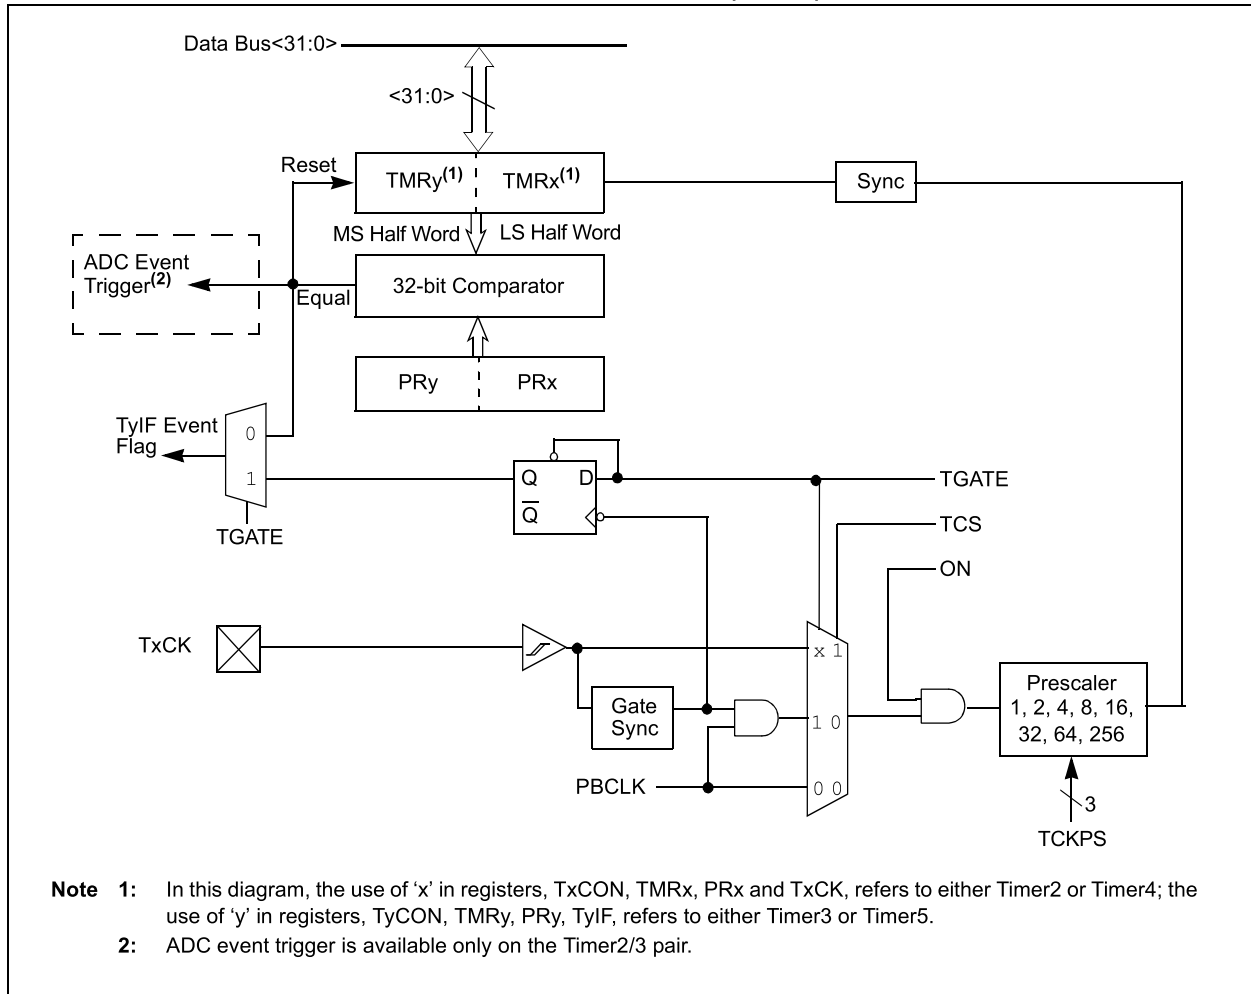 Data Bus<31:0>
<31:0>
Reset
TMRy(1) TMRx(1)
Sync
MS Half Word LS Half Word
ADC Event
Trigger(2)
Equal
32-bit Comparator
PRy PRx
TyIF Event
Flag
0
1
TGATE
Q D
Q
TGATE
TCS
ON
TxCK
x 1
Gate
Sync
1 0
Prescaler
1, 2, 4, 8, 16,
32, 64, 256
PBCLK
0 0
3
TCKPS
Note 1: In this diagram, the use of ‘x’ in registers, TxCON, TMRx, PRx and TxCK, refers to either Timer2 or Timer4; the
use of ‘y’ in registers, TyCON, TMRy, PRy, TyIF, refers to either Timer3 or Timer5.
2: ADC event trigger is available only on the Timer2/3 pair.